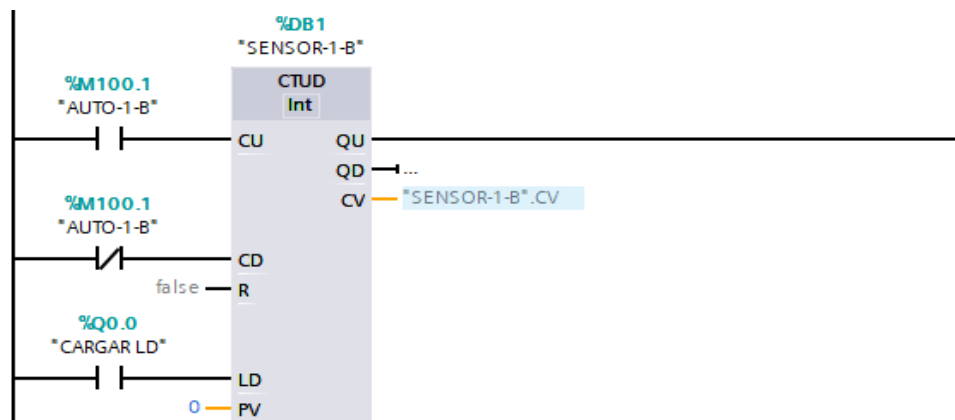 %DB1
"SENSOR-1-B"
CTUD
Int
%M100.1
"AUTO-1-B"
CU
QU
QD
...
CV
"SENSOR-1-B".CV
%M100.1
"AUTO-1-B"
CD
false
R
%Q0.0
"CARGAR LD"
LD
0
PV